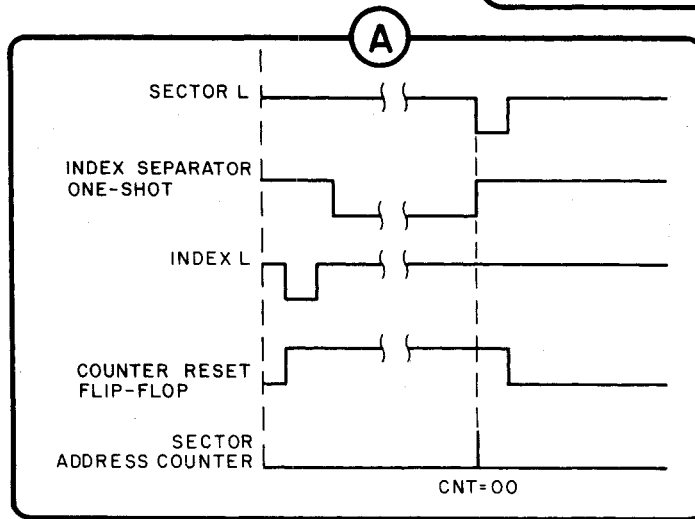 A
SECTOR L
INDEX SEPARATOR
ONE-SHOT
INDEX L
COUNTER RESET
FLIP-FLOP
SECTOR
ADDRESS COUNTER
CNT=00